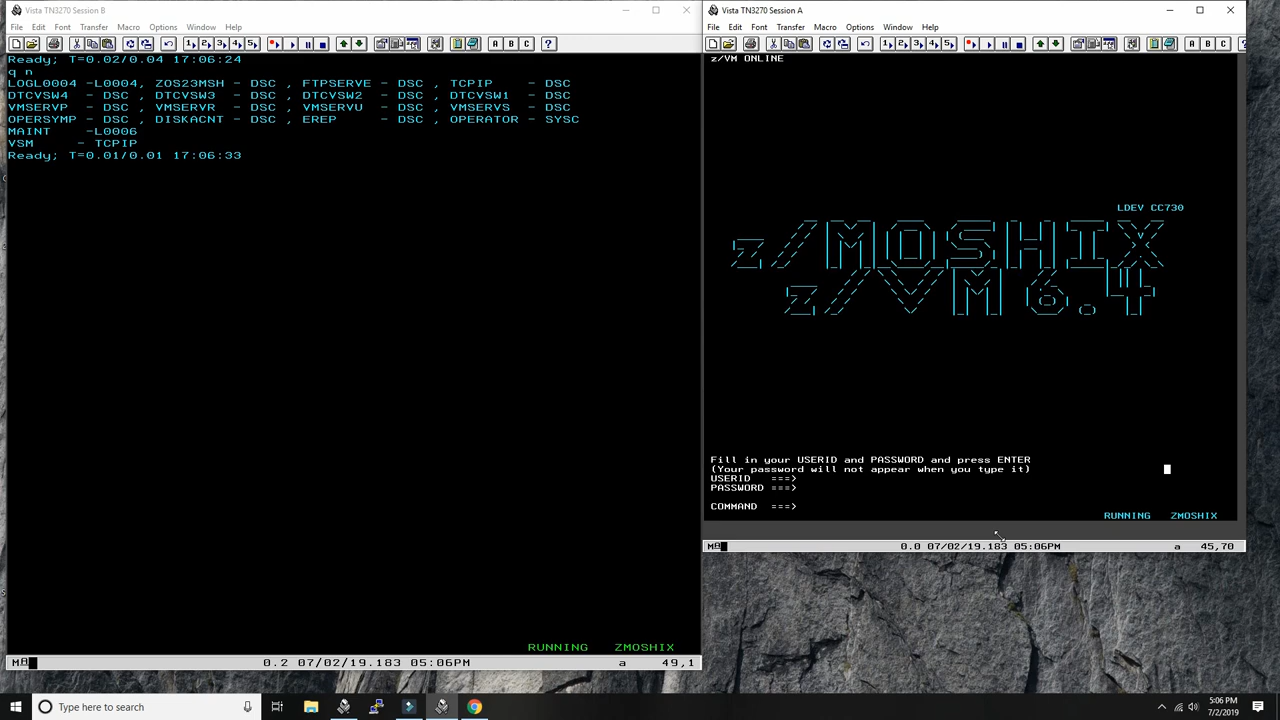 Vista TN3270 Session B
File Edit Font Transfer Macro Options Window Help
Ready; T=0.02/0.04 17:06:24
q n
LOGL0004 -L0004, ZOS23MSH - DSC , FTPSERVE - DSC , TCPIP    - DSC
DTCVSW4  - DSC , DTCVSW3  - DSC , DTCVSW2  - DSC , DTCVSW1  - DSC
VMSERVP  - DSC , VMSERVR  - DSC , VMSERVU  - DSC , VMSERVS  - DSC
OPERSYMP - DSC , DISKACNT - DSC , EREP     - DSC , OPERATOR - SYSC
MAINT    -L0006
VSM     - TCPIP
Ready; T=0.01/0.01 17:06:33
RUNNING   ZMOSHIX
0.2 07/02/19.183 05:06PM a 49,1
Vista TN3270 Session A
File Edit Font Transfer Macro Options Window Help
z/VM ONLINE
LDEV CC730
z/MOSHIX
z/VM 6.4
Fill in your USERID and PASSWORD and press ENTER
(Your password will not appear when you type it)
USERID   ===>
PASSWORD ===>
COMMAND  ===>
RUNNING   ZMOSHIX
0.0 07/02/19.183 05:06PM a 45,70
Type here to search
5:06 PM
7/2/2019